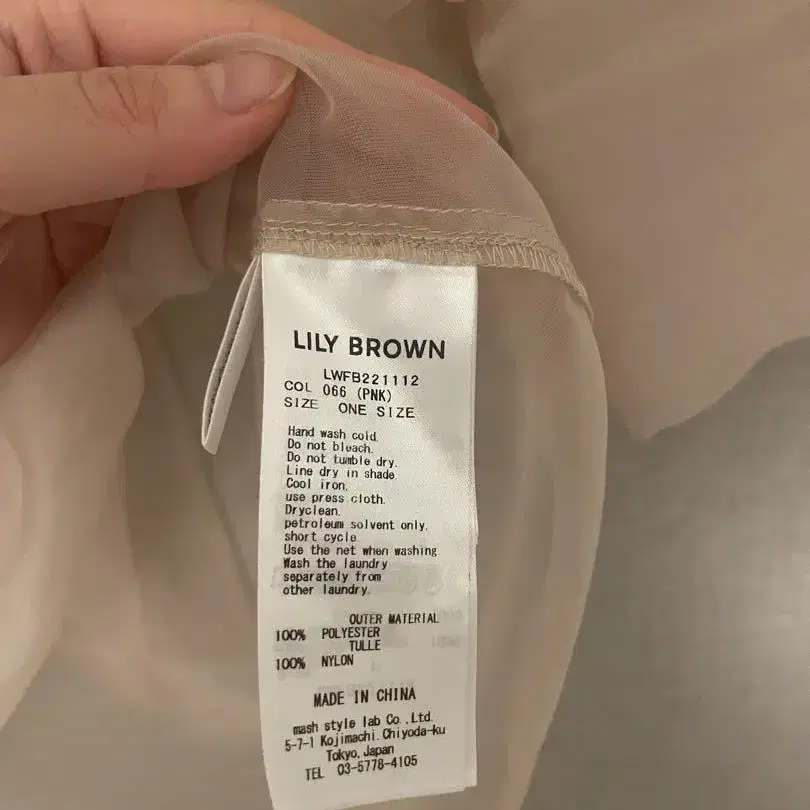 LILY BROWN
LWFB221112
COL 066 (PNK)
SIZE ONE SIZE
Hand wash cold.
Do not bleach.
Do not tumble dry.
Line dry in shade
Cool iron,
use press cloth.
Dryclean.
petroleum solvent only,
short cycle
Use the net when washing
Wash the laundry
separately from
other laundry.
OUTER MATERIAL
100% POLYESTER
TULLE
100% NYLON
MADE IN CHINA
mash style lab Co.,Ltd.
5-7-1 Kojimachi Chiyoda-ku
Tokyo,Japan
TEL 03-5778-4105